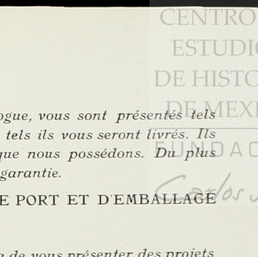 CENTRO
ESTUDIO
DE HISTO
DE MEXI
ogue, vous sont présentés tels
tels ils vous seront livrés. Ils
que nous possédons. Du plus
FUNDAC
garantie.
Carlos
E PORT ET D'EMBALLAGE
de vous présenter des projets